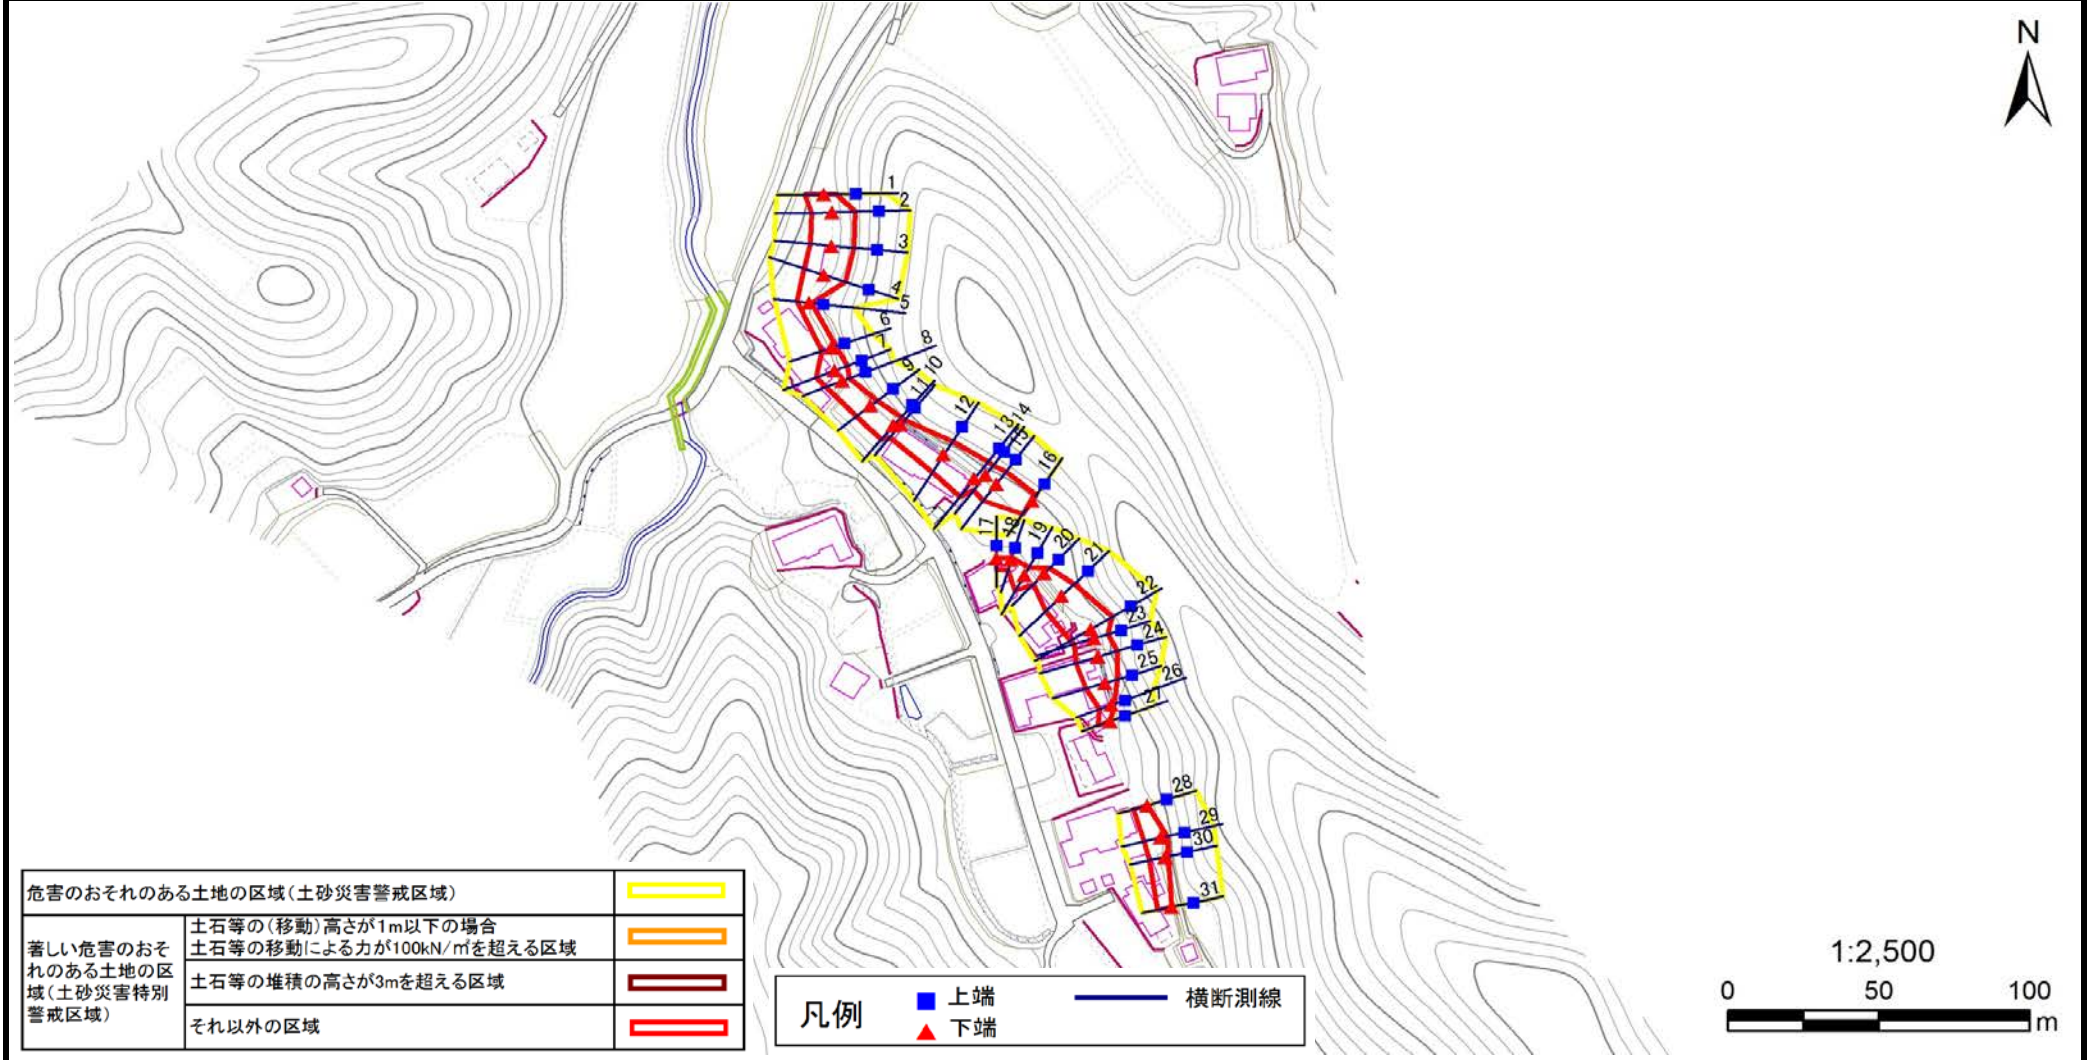 N
1
2
3
4
5
6
7
8
9
10
11
12
13
14
15
16
17
18
19
20
21
22
23
24
25
26
27
28
29
30
31
危害のおそれのある土地の区域(土砂災害警戒区域)
著しい危害のおそ
れのある土地の区
域(土砂災害特別
警戒区域)
土石等の(移動)高さが1m以下の場合
土石等の移動による力が100kN/㎡を超える区域
土石等の堆積の高さが3mを超える区域
それ以外の区域
凡例
上端
下端
横断測線
1:2,500
0 50 100
m